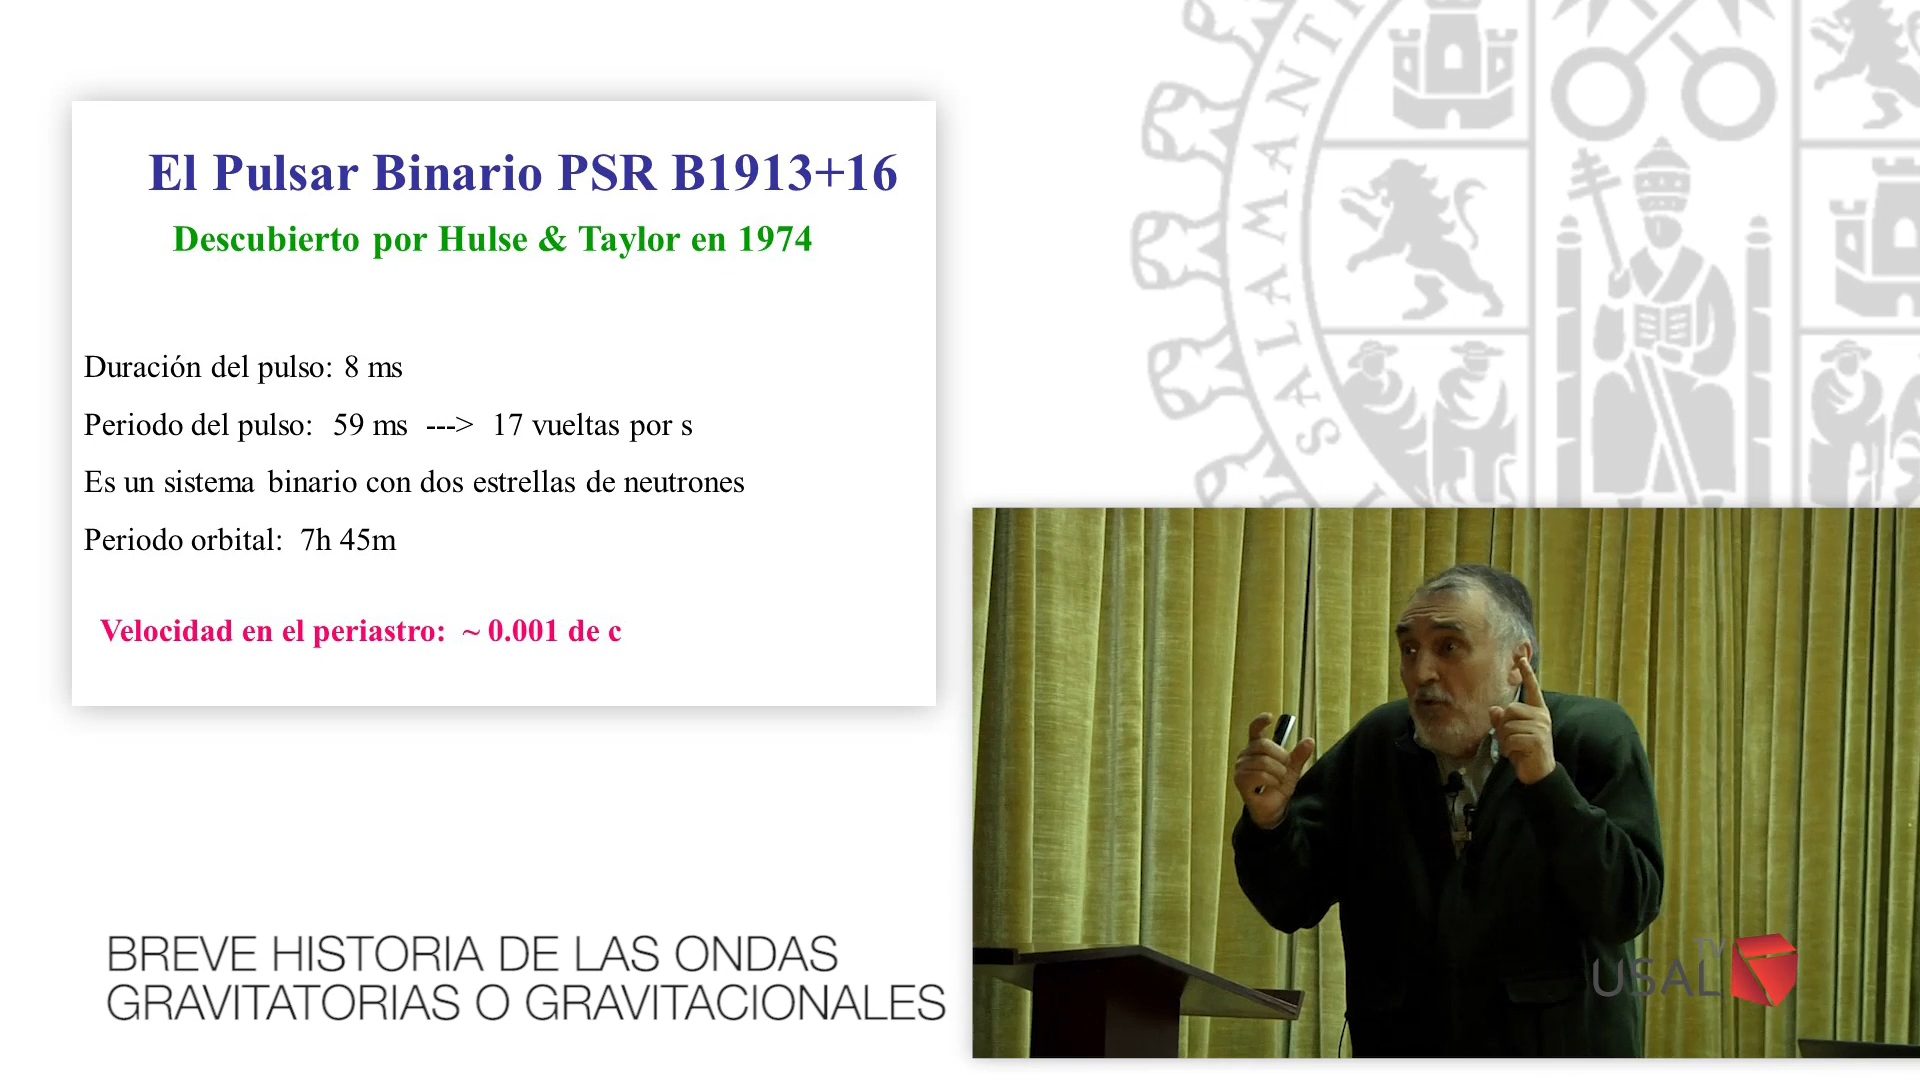 El Pulsar Binario PSR B1913+16
Descubierto por Hulse & Taylor en 1974
Duración del pulso: 8 ms
Periodo del pulso: 59 ms ---> 17 vueltas por s
Es un sistema binario con dos estrellas de neutrones
Periodo orbital: 7h 45m
Velocidad en el periastro: ~ 0.001 de c
BREVE HISTORIA DE LAS ONDAS
GRAVITATORIAS O GRAVITACIONALES
SALAMANTI
TV
USAL